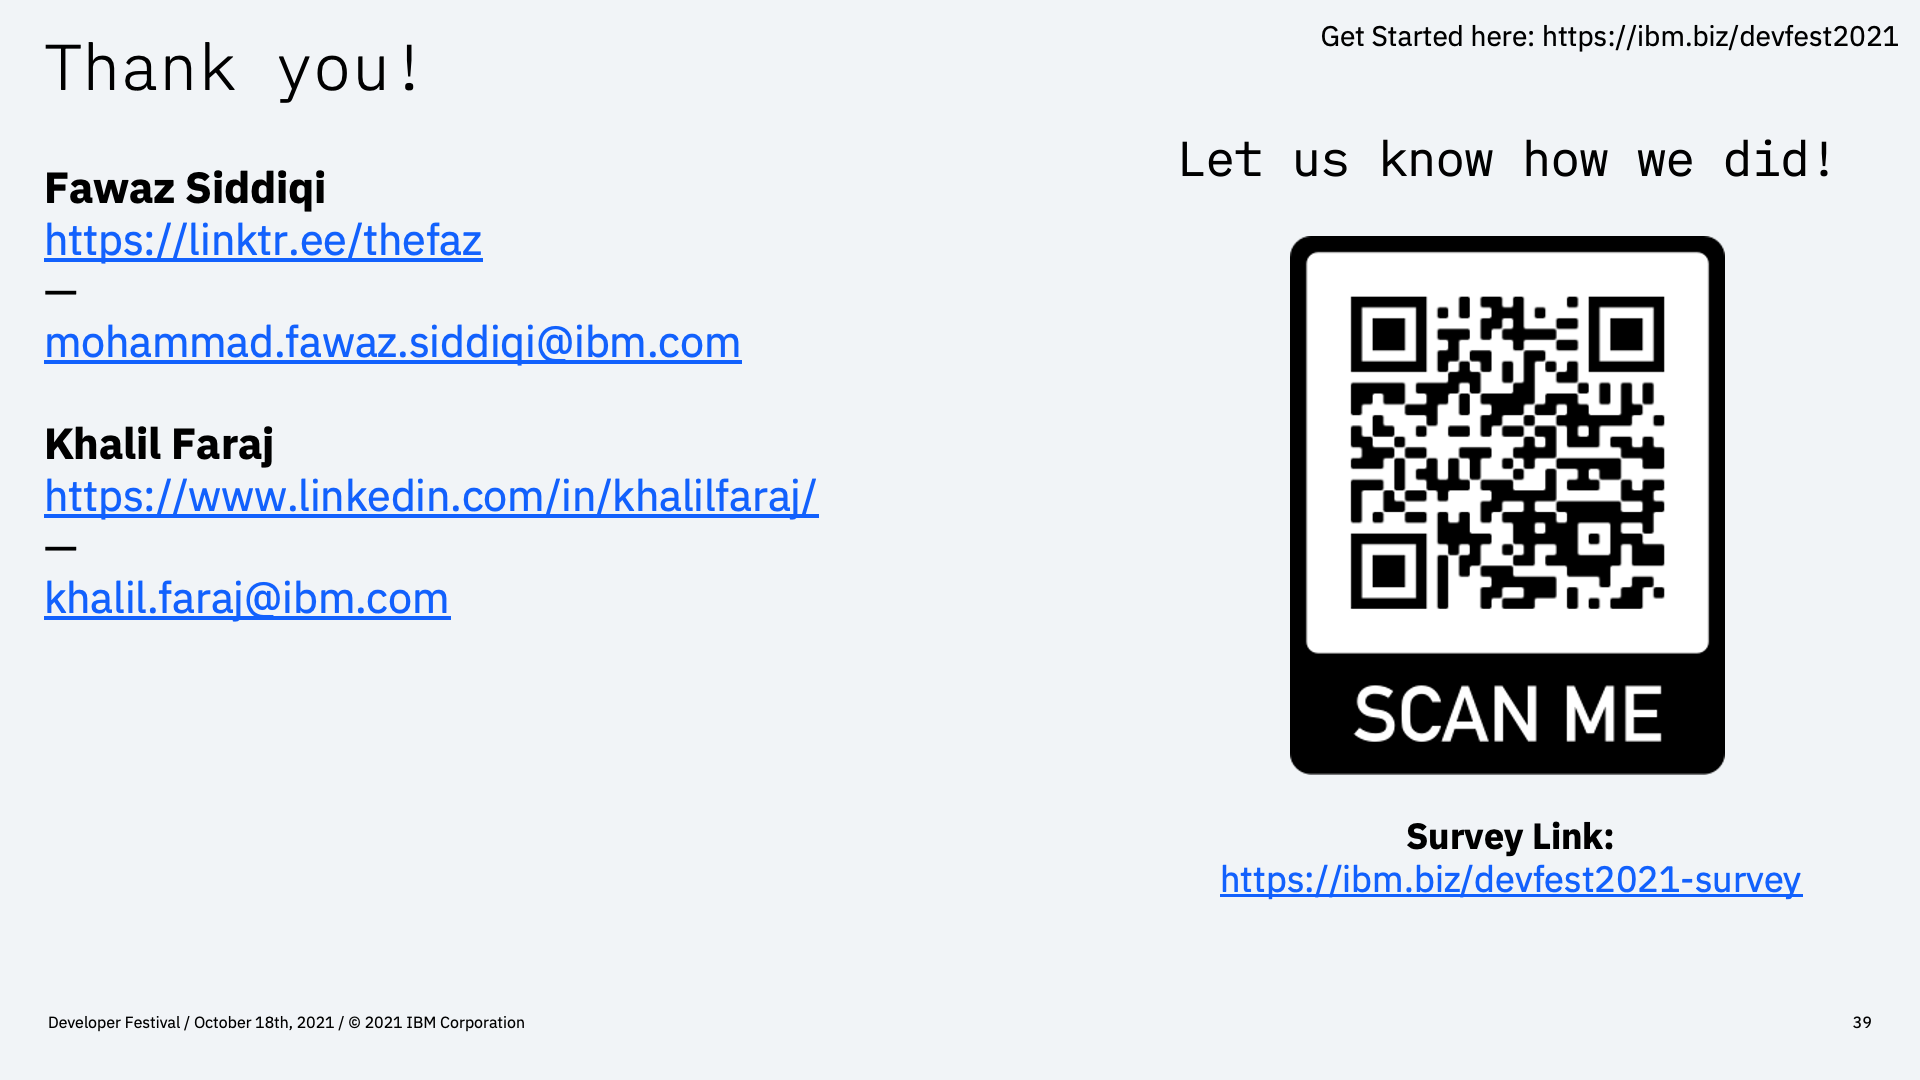 Get Started here: https://ibm.biz/devfest2021
Thank you!
Fawaz Siddiqi
https://linktr.ee/thefaz
—
mohammad.fawaz.siddiqi@ibm.com
Khalil Faraj
https://www.linkedin.com/in/khalilfaraj/
—
khalil.faraj@ibm.com
Let us know how we did!
SCAN ME
Survey Link:
https://ibm.biz/devfest2021-survey
Developer Festival / October 18th, 2021 / © 2021 IBM Corporation
39